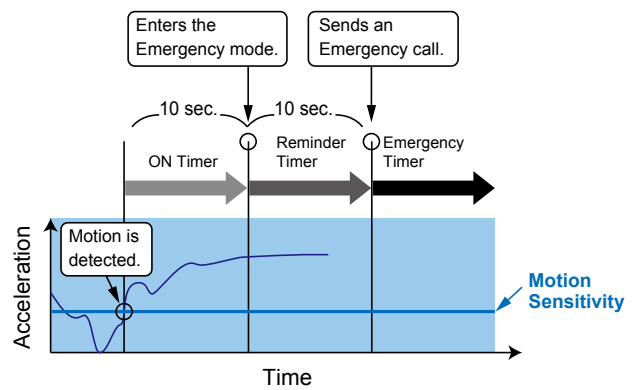 Enters the
Emergency mode.
Sends an
Emergency call.
10 sec.
10 sec.
ON Timer
Reminder
Timer
Emergency
Timer
Motion is
detected.
Acceleration
Motion
Sensitivity
Time